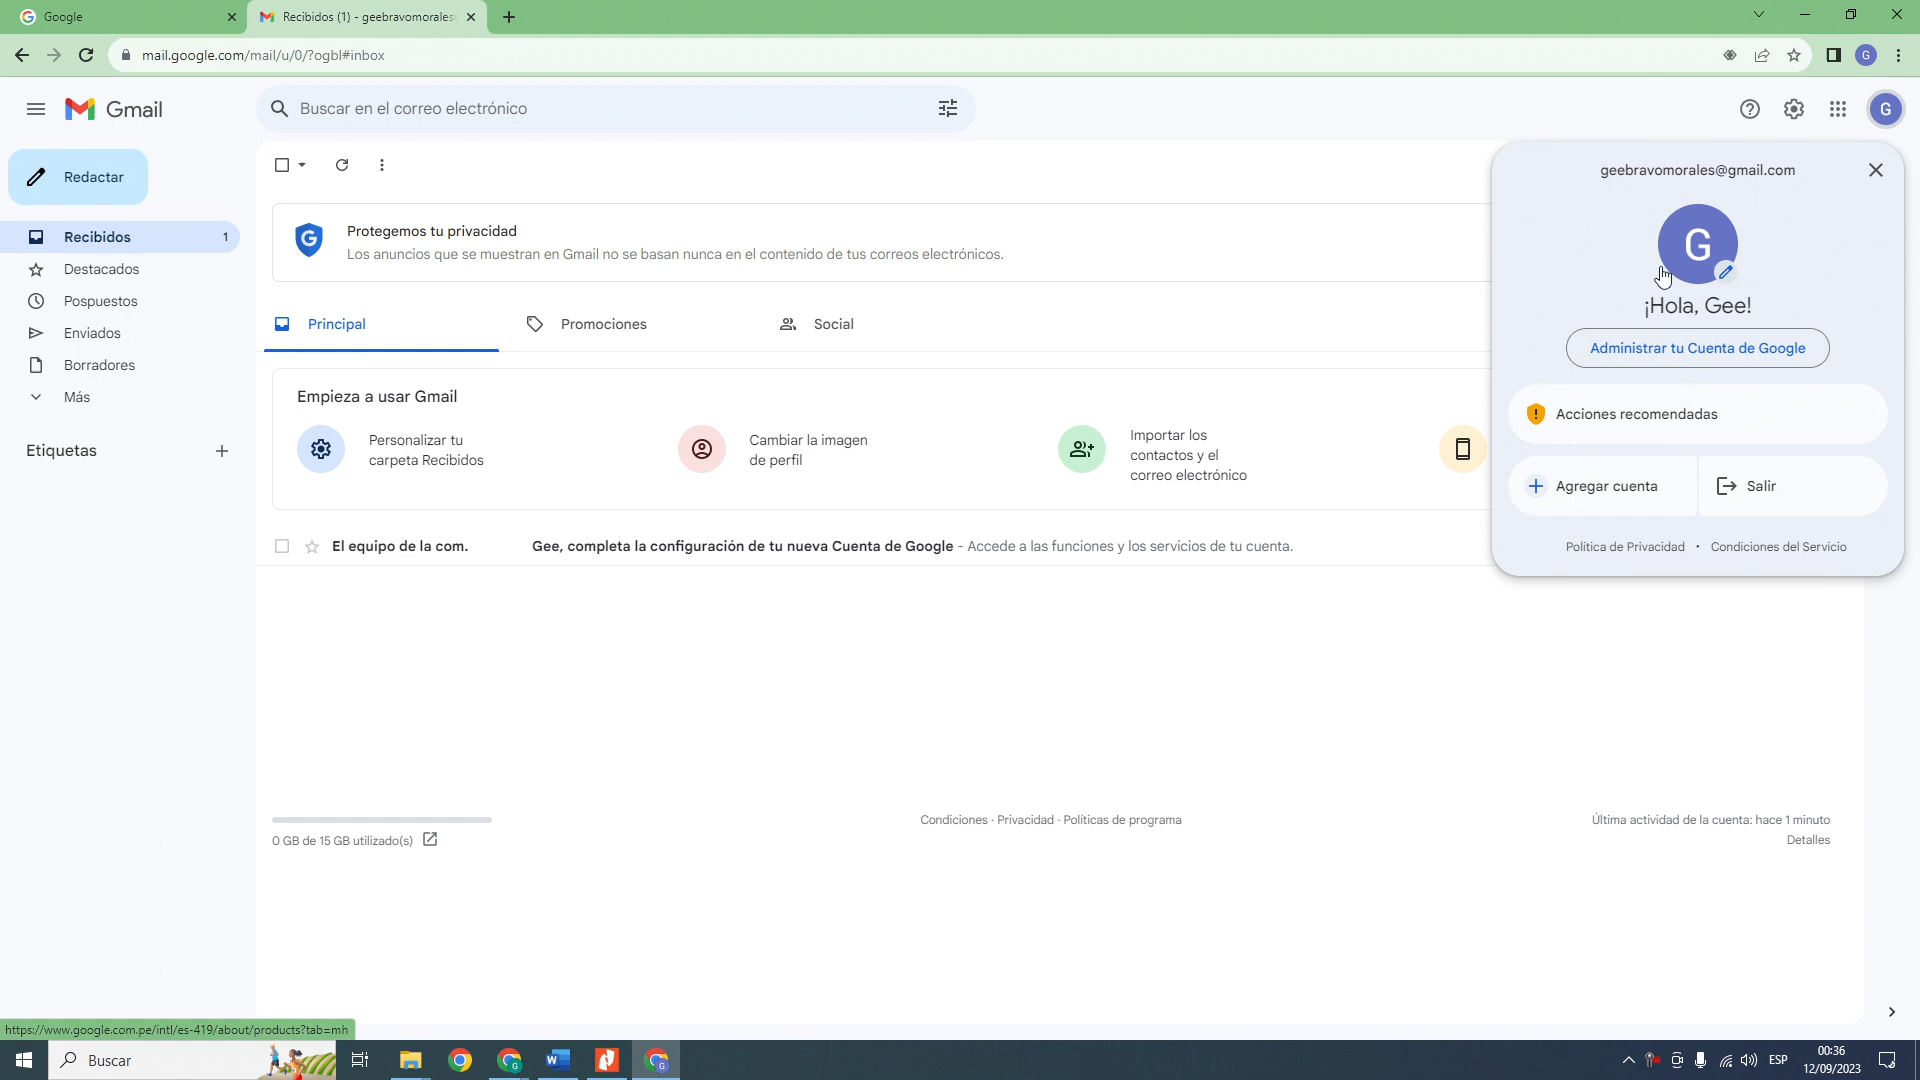 Google
Recibidos (1) - geebravomorales
mail.google.com/mail/u/0/?ogbl#inbox
G
Gmail
Buscar en el correo electrónico
G
Redactar
Recibidos 1
Destacados
Pospuestos
Enviados
Borradores
Más
Etiquetas
G
Protegemos tu privacidad
Los anuncios que se muestran en Gmail no se basan nunca en el contenido de tus correos electrónicos.
Principal
Promociones
Social
Empieza a usar Gmail
Personalizar tu
carpeta Recibidos
Cambiar la imagen
de perfil
Importar los
contactos y el
correo electrónico
El equipo de la com. Gee, completa la configuración de tu nueva Cuenta de Google - Accede a las funciones y los servicios de tu cuenta.
geebravomorales@gmail.com
G
¡Hola, Gee!
Administrar tu Cuenta de Google
Acciones recomendadas
Agregar cuenta
Salir
Política de Privacidad • Condiciones del Servicio
0 GB de 15 GB utilizado(s)
Condiciones · Privacidad · Políticas de programa
Última actividad de la cuenta: hace 1 minuto
Detalles
https://www.google.com.pe/intl/es-419/about/products?tab=mh
Buscar
ESP
00:36
12/09/2023